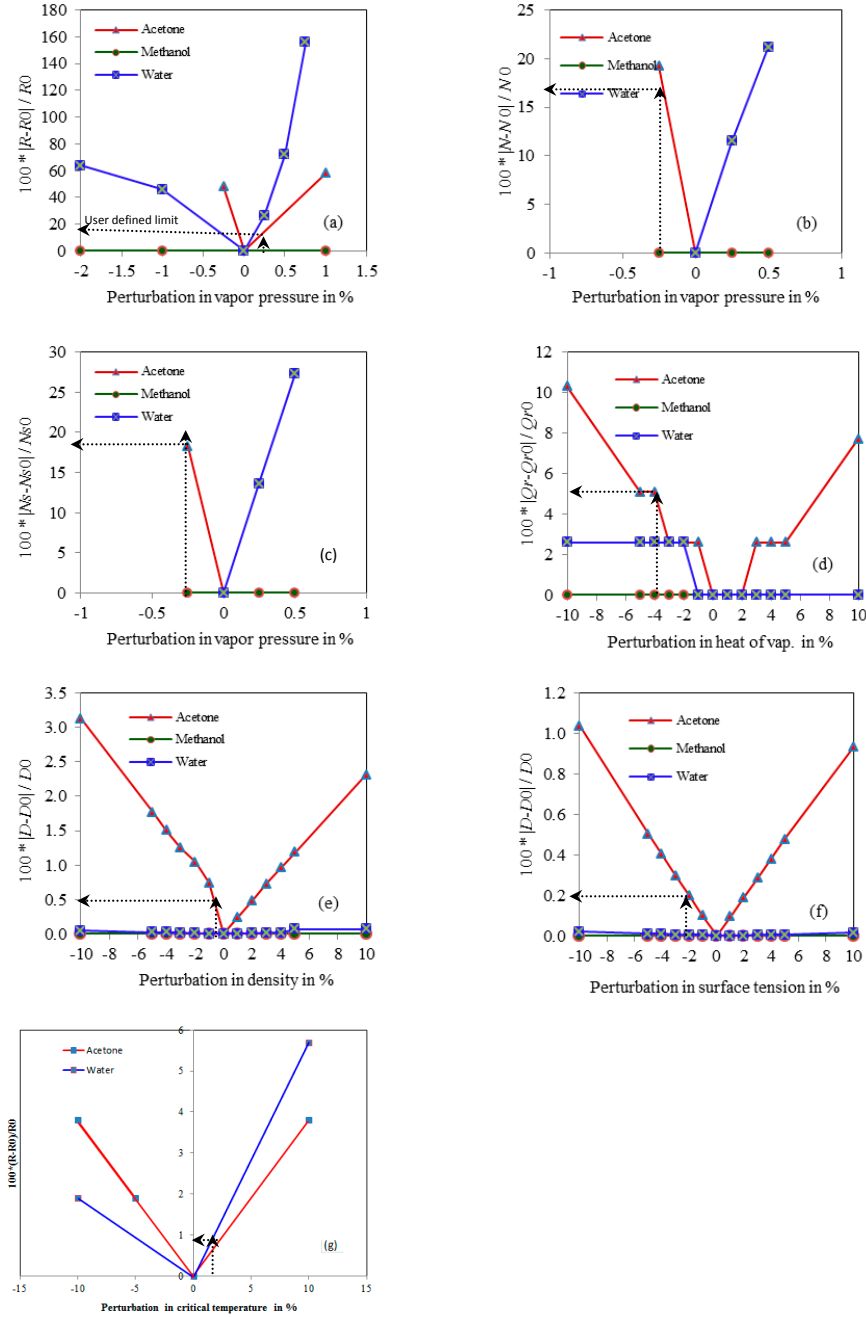 180
160
140
120
100
80
60
40
20
0
100 * |R-R0| / R0
Acetone
Methanol
Water
User defined limit
(a)
-2 -1.5 -1 -0.5 0 0.5 1 1.5
Perturbation in vapor pressure in %
25
20
15
10
5
0
100 * |N-N0| / N0
Acetone
Methanol
Water
(b)
-1 -0.5 0 0.5 1
Perturbation in vapor pressure in %
30
25
20
15
10
5
0
100 * |Ns-Ns0| / Ns0
Acetone
Methanol
Water
(c)
-1 -0.5 0 0.5 1
Perturbation in vapor pressure in %
12
10
8
6
4
2
0
100 * |Qr-Qr0| / Qr0
Acetone
Methanol
Water
(d)
-10 -8 -6 -4 -2 0 2 4 6 8 10
Perturbation in heat of vap. in %
3.5
3.0
2.5
2.0
1.5
1.0
0.5
0.0
100 * |D-D0| / D0
Acetone
Methanol
Water
(e)
-10 -8 -6 -4 -2 0 2 4 6 8 10
Perturbation in density in %
1.2
1.0
0.8
0.6
0.4
0.2
0.0
100 * |D-D0| / D0
Acetone
Methanol
Water
(f)
-10 -8 -6 -4 -2 0 2 4 6 8 10
Perturbation in surface tension in %
6
5
4
3
2
1
0
100*(R-R0)/R0
Acetone
Water
(g)
-15 -10 -5 0 5 10 15
Perturbation in critical temperature in %